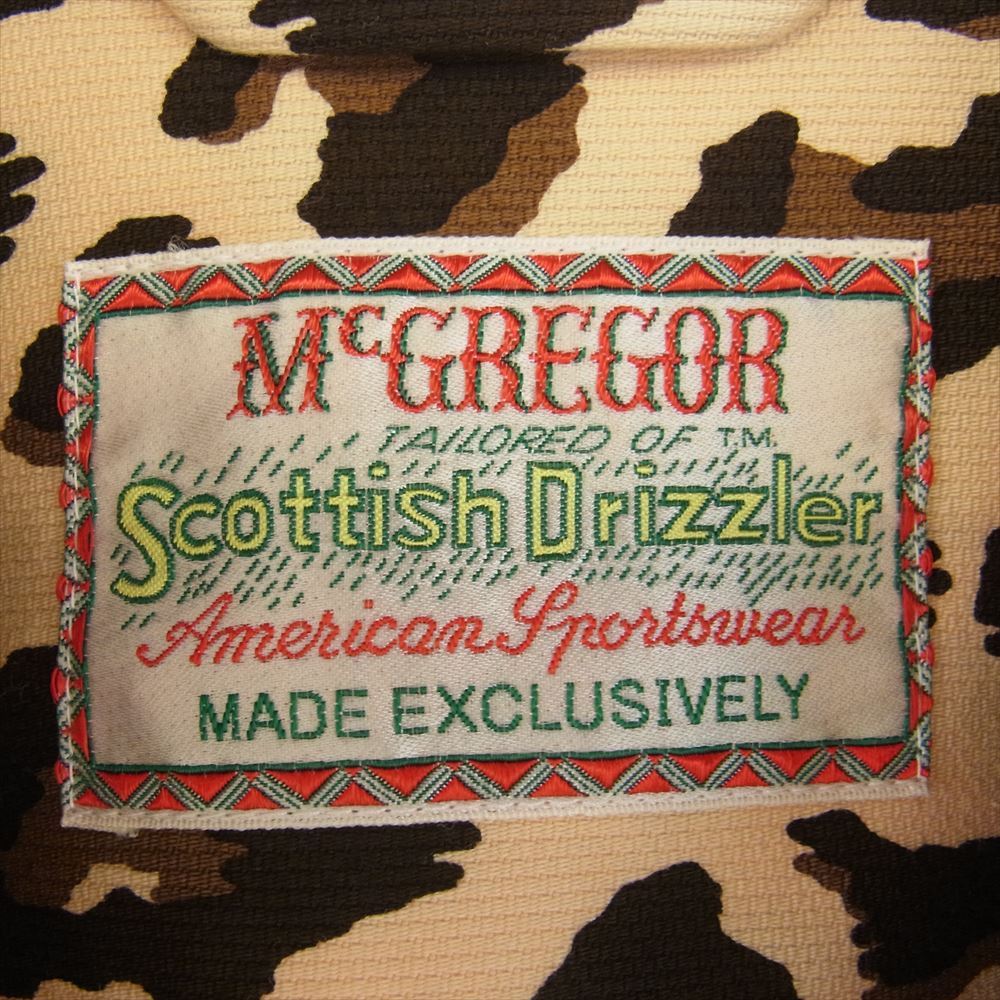 McGREGOR
TAILORED OF T.M.
Scottish Drizzler
American Sportswear
MADE EXCLUSIVELY